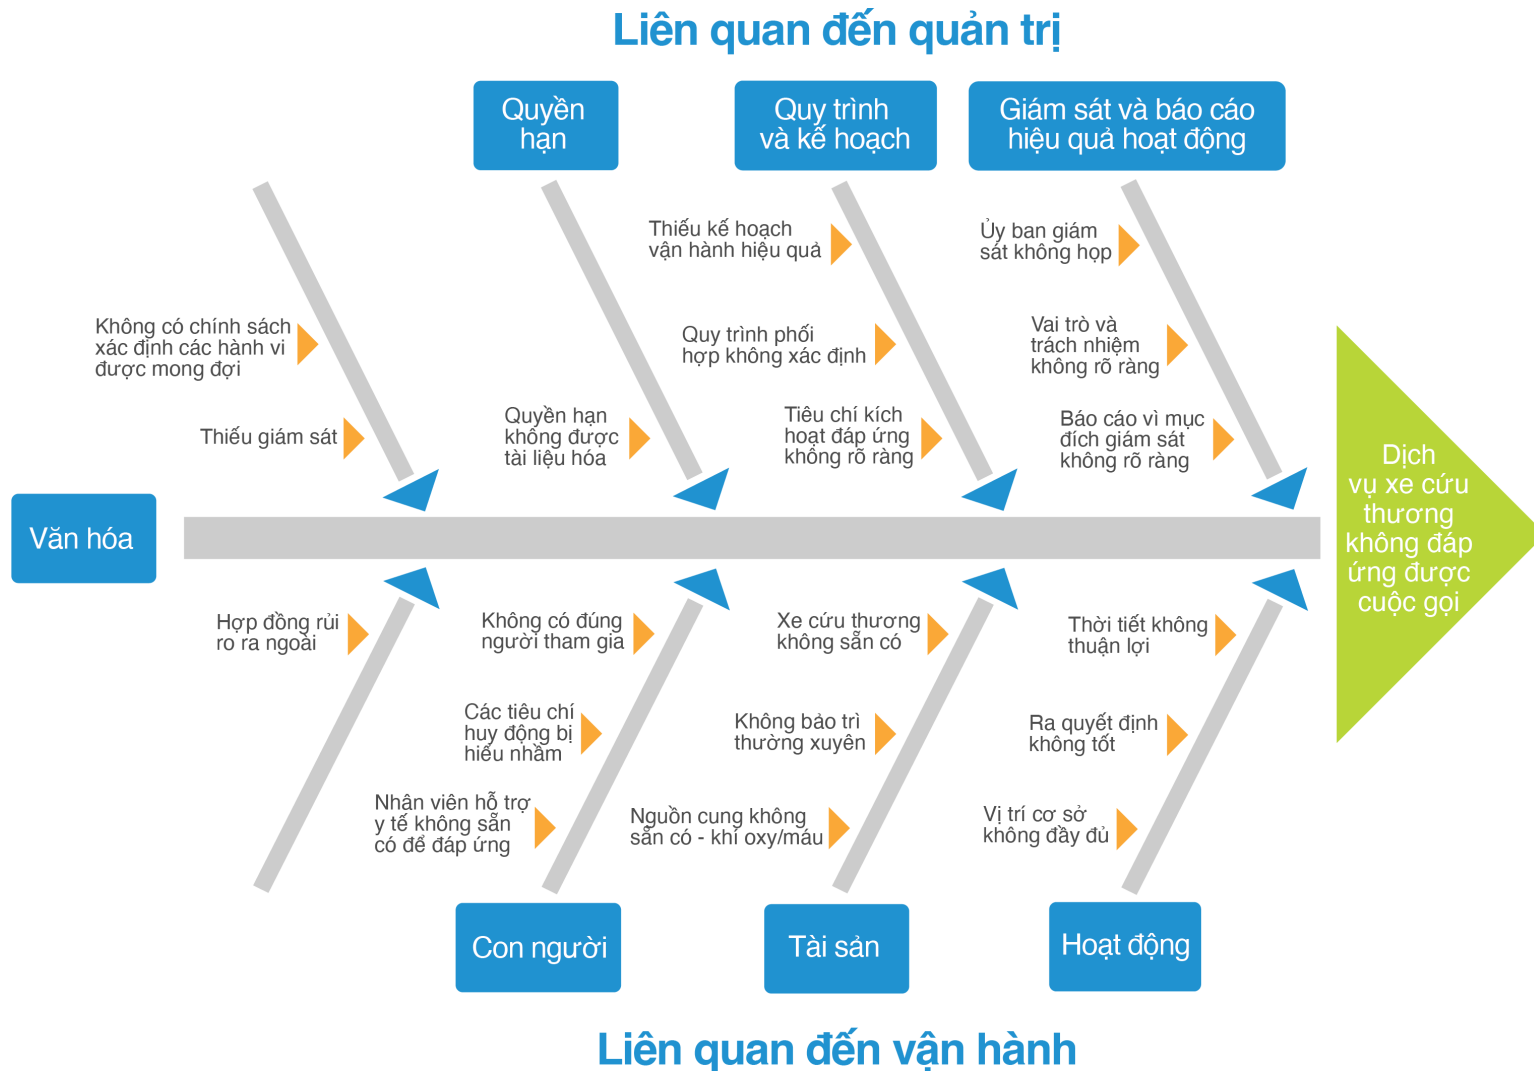 Liên quan đến quản trị
Quyền
hạn
Quy trình
và kế hoạch
Giám sát và báo cáo
hiệu quả hoạt động
Không có chính sách
xác định các hành vi
được mong đợi
Thiếu giám sát
Quyền hạn
không được
tài liệu hóa
Thiếu kế hoạch
vận hành hiệu quả
Quy trình phối
hợp không xác định
Tiêu chí kích
hoạt đáp ứng
không rõ ràng
Ủy ban giám
sát không họp
Vai trò và
trách nhiệm
không rõ ràng
Báo cáo vì mục
đích giám sát
không rõ ràng
Văn hóa
Dịch
vụ xe cứu
thương
không đáp
ứng được
cuộc gọi
Hợp đồng rủi
ro ra ngoài
Không có đúng
người tham gia
Các tiêu chí
huy động bị
hiểu nhầm
Nhân viên hỗ trợ
y tế không sẵn
có để đáp ứng
Xe cứu thương
không sẵn có
Không bảo trì
thường xuyên
Nguồn cung không
sẵn có - khí oxy/máu
Thời tiết không
thuận lợi
Ra quyết định
không tốt
Vị trí cơ sở
không đầy đủ
Con người
Tài sản
Hoạt động
Liên quan đến vận hành